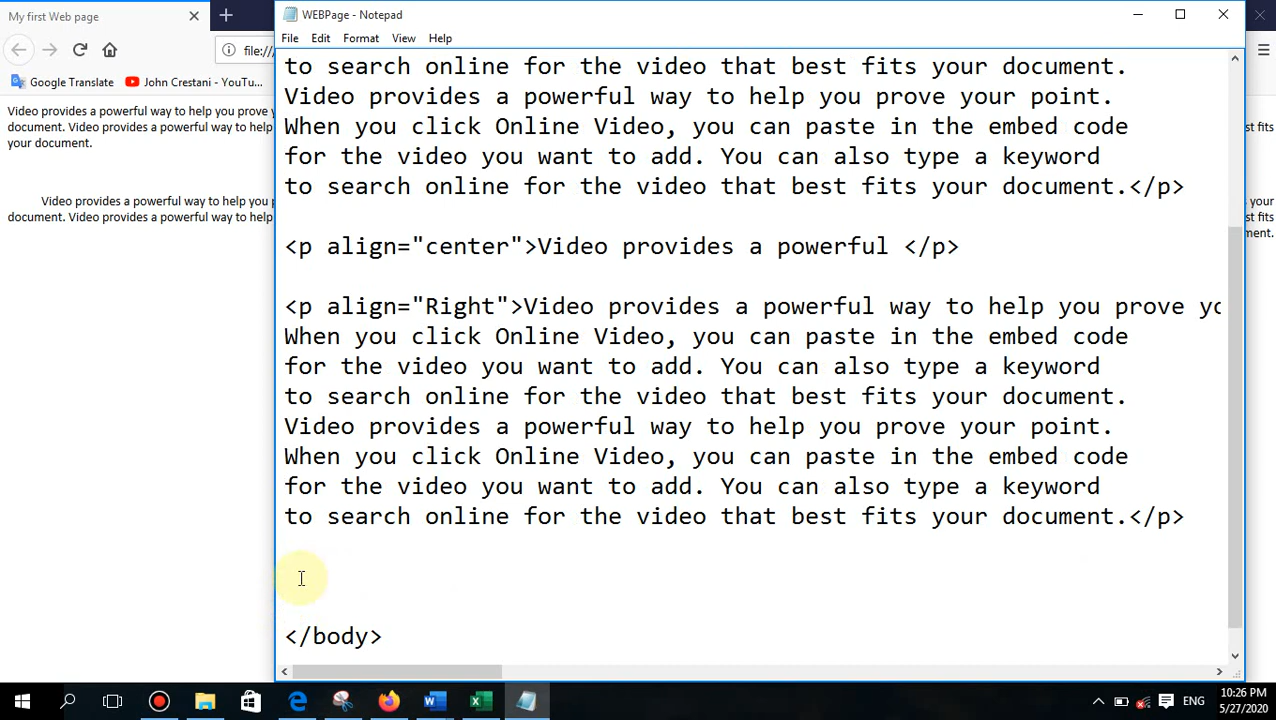 My first Web page
WEBPage - Notepad
File Edit Format View Help
file://
Google Translate
John Crestani - YouTu...
Video provides a powerful way to help you prove y
document. Video provides a powerful way to help
your document.
st fits
Video provides a powerful way to help you p
document. Video provides a powerful way to help
your
st fits
ment.
to search online for the video that best fits your document.
Video provides a powerful way to help you prove your point.
When you click Online Video, you can paste in the embed code
for the video you want to add. You can also type a keyword
to search online for the video that best fits your document.</p>
<p align="center">Video provides a powerful </p>
<p align="Right">Video provides a powerful way to help you prove yo
When you click Online Video, you can paste in the embed code
for the video you want to add. You can also type a keyword
to search online for the video that best fits your document.
Video provides a powerful way to help you prove your point.
When you click Online Video, you can paste in the embed code
for the video you want to add. You can also type a keyword
to search online for the video that best fits your document.</p>
</body>
ENG
10:26 PM
5/27/2020